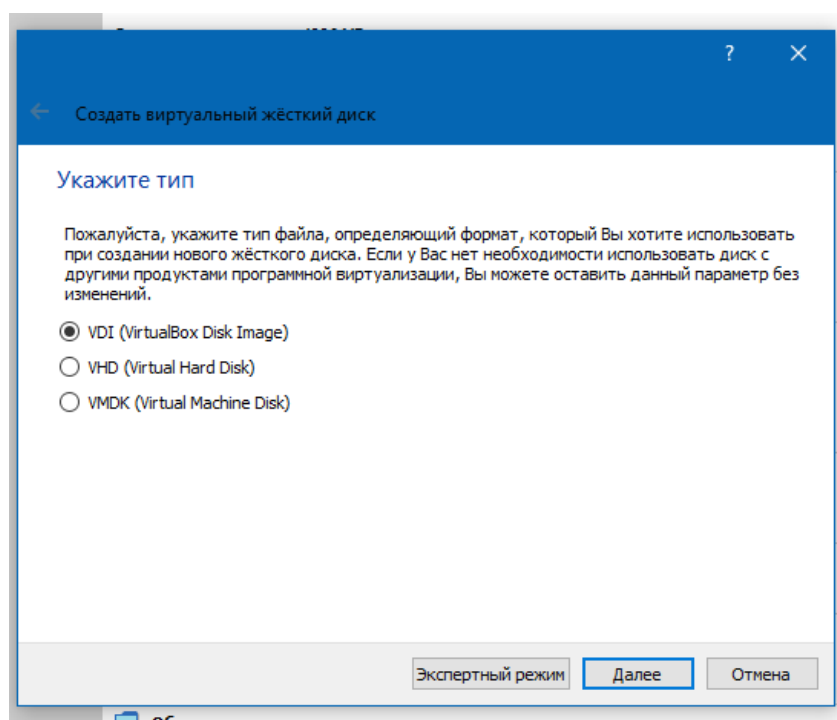 ?
Создать виртуальный жёсткий диск
Укажите тип
Пожалуйста, укажите тип файла, определяющий формат, который Вы хотите использовать
при создании нового жёсткого диска. Если у Вас нет необходимости использовать диск с
другими продуктами программной виртуализации, Вы можете оставить данный параметр без
изменений.
VDI (VirtualBox Disk Image)
VHD (Virtual Hard Disk)
VMDK (Virtual Machine Disk)
Экспертный режим Далее Отмена